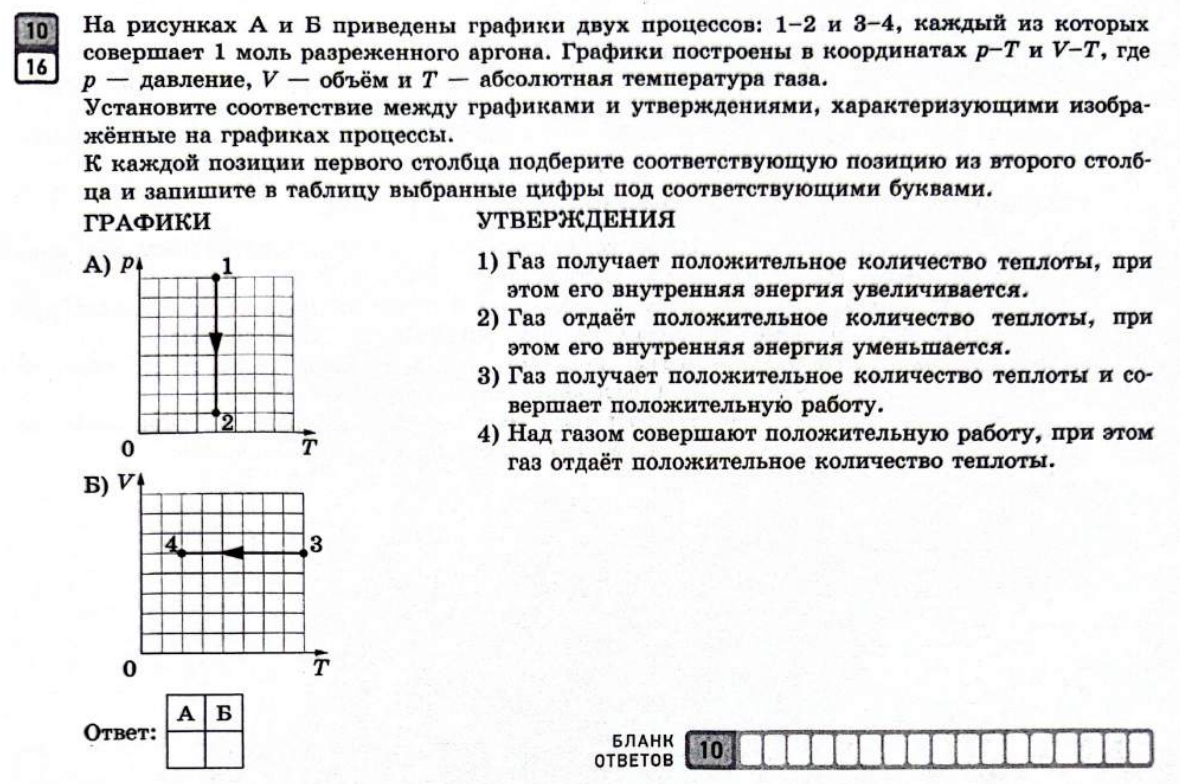 10
16
На рисунках А и Б приведены графики двух процессов: 1–2 и 3–4, каждый из которых
совершает 1 моль разреженного аргона. Графики построены в координатах p–T и V–T, где
p — давление, V — объём и T — абсолютная температура газа.
Установите соответствие между графиками и утверждениями, характеризующими изобра-
жённые на графиках процессы.
К каждой позиции первого столбца подберите соответствующую позицию из второго столб-
ца и запишите в таблицу выбранные цифры под соответствующими буквами.
ГРАФИКИ
А) p
1
2
0
T
Б) V
4
3
0
T
УТВЕРЖДЕНИЯ
1) Газ получает положительное количество теплоты, при
этом его внутренняя энергия увеличивается.
2) Газ отдаёт положительное количество теплоты, при
этом его внутренняя энергия уменьшается.
3) Газ получает положительное количество теплоты и со-
вершает положительную работу.
4) Над газом совершают положительную работу, при этом
газ отдаёт положительное количество теплоты.
Ответ:
А Б
БЛАНК
ОТВЕТОВ
10